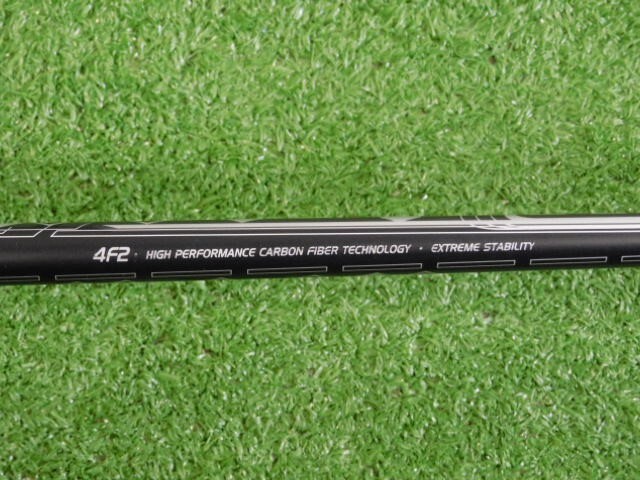 4F2 · HIGH PERFORMANCE CARBON FIBER TECHNOLOGY · EXTREME STABILITY